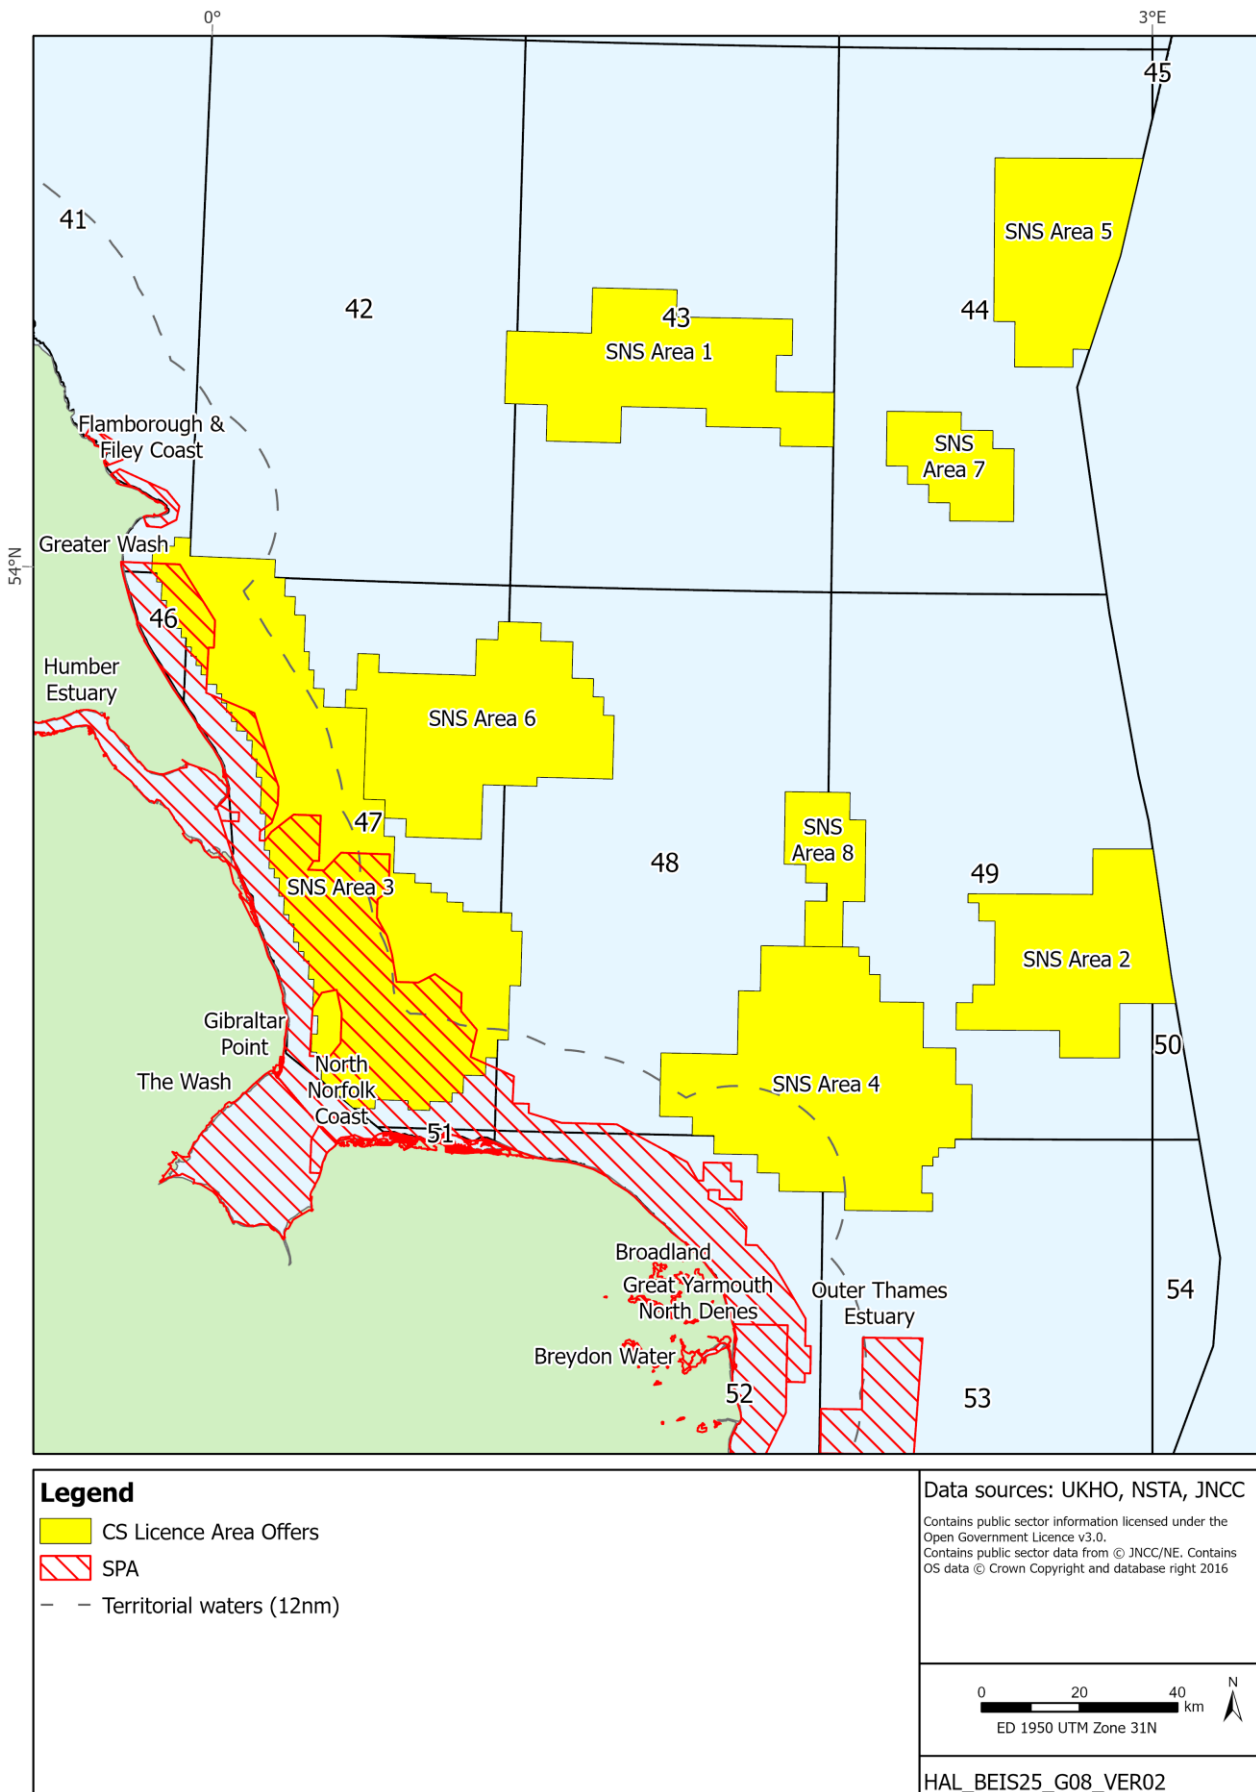 0°
3°E
45
41
SNS Area 5
42
43
44
SNS Area 1
Flamborough &
Filey Coast
SNS
Area 7
Greater Wash
54°N
46
Humber
Estuary
SNS Area 6
47
SNS
Area 8
48
49
SNS Area 3
SNS Area 2
Gibraltar
Point
50
The Wash
North
Norfolk
Coast
SNS Area 4
51
Broadland
Great Yarmouth
North Denes
Outer Thames
Estuary
54
Breydon Water
52
53
Legend
CS Licence Area Offers
SPA
Territorial waters (12nm)
Data sources: UKHO, NSTA, JNCC
Contains public sector information licensed under the
Open Government Licence v3.0.
Contains public sector data from © JNCC/NE. Contains
OS data © Crown Copyright and database right 2016
0 20 40
km
N
ED 1950 UTM Zone 31N
HAL_BEIS25_G08_VER02